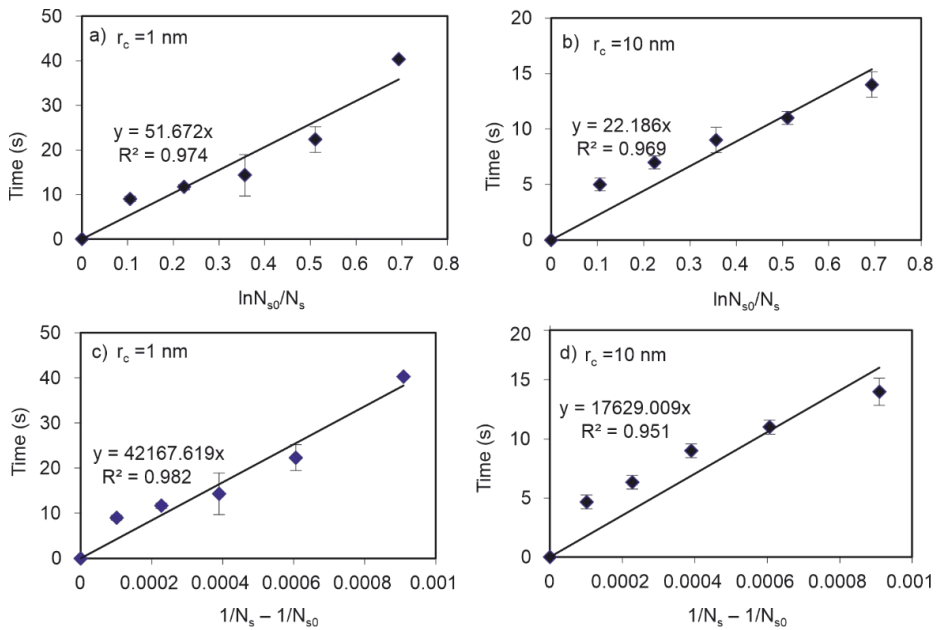 a) r_c =1 nm
y = 51.672x
R² = 0.974
Time (s)
0
10
20
30
40
50
0 0.1 0.2 0.3 0.4 0.5 0.6 0.7 0.8
lnN_s0/N_s
b) r_c =10 nm
y = 22.186x
R² = 0.969
Time (s)
0
5
10
15
20
0 0.1 0.2 0.3 0.4 0.5 0.6 0.7 0.8
lnN_s0/N_s
c) r_c =1 nm
y = 42167.619x
R² = 0.982
Time (s)
0
10
20
30
40
50
0 0.0002 0.0004 0.0006 0.0008 0.001
1/N_s – 1/N_s0
d) r_c =10 nm
y = 17629.009x
R² = 0.951
Time (s)
0
5
10
15
20
0 0.0002 0.0004 0.0006 0.0008 0.001
1/N_s – 1/N_s0